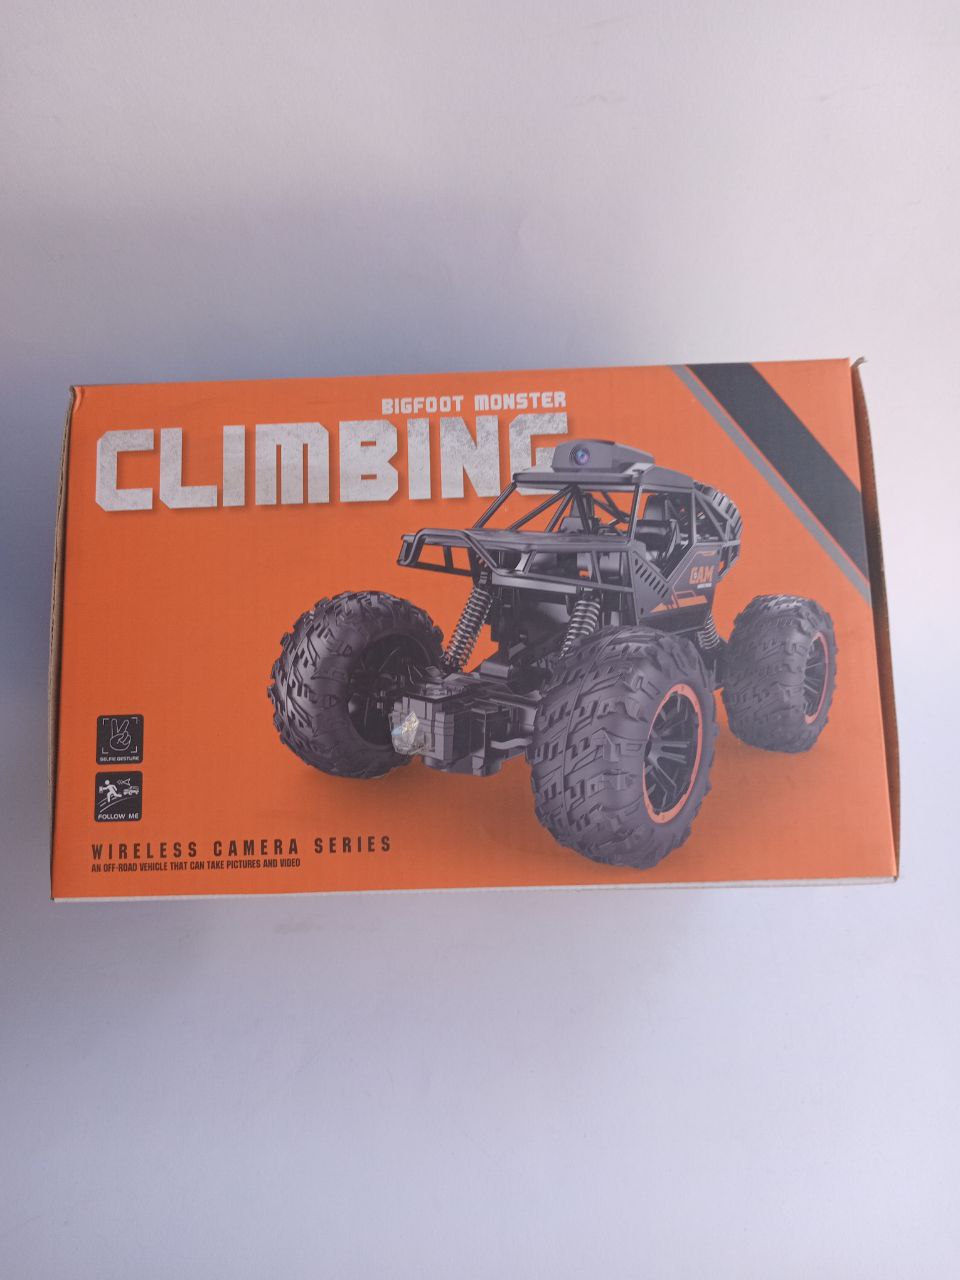 BIGFOOT MONSTER
CLIMBING
CAM
SELFIE GESTURE
FOLLOW ME
WIRELESS CAMERA SERIES
AN OFF-ROAD VEHICLE THAT CAN TAKE PICTURES AND VIDEO